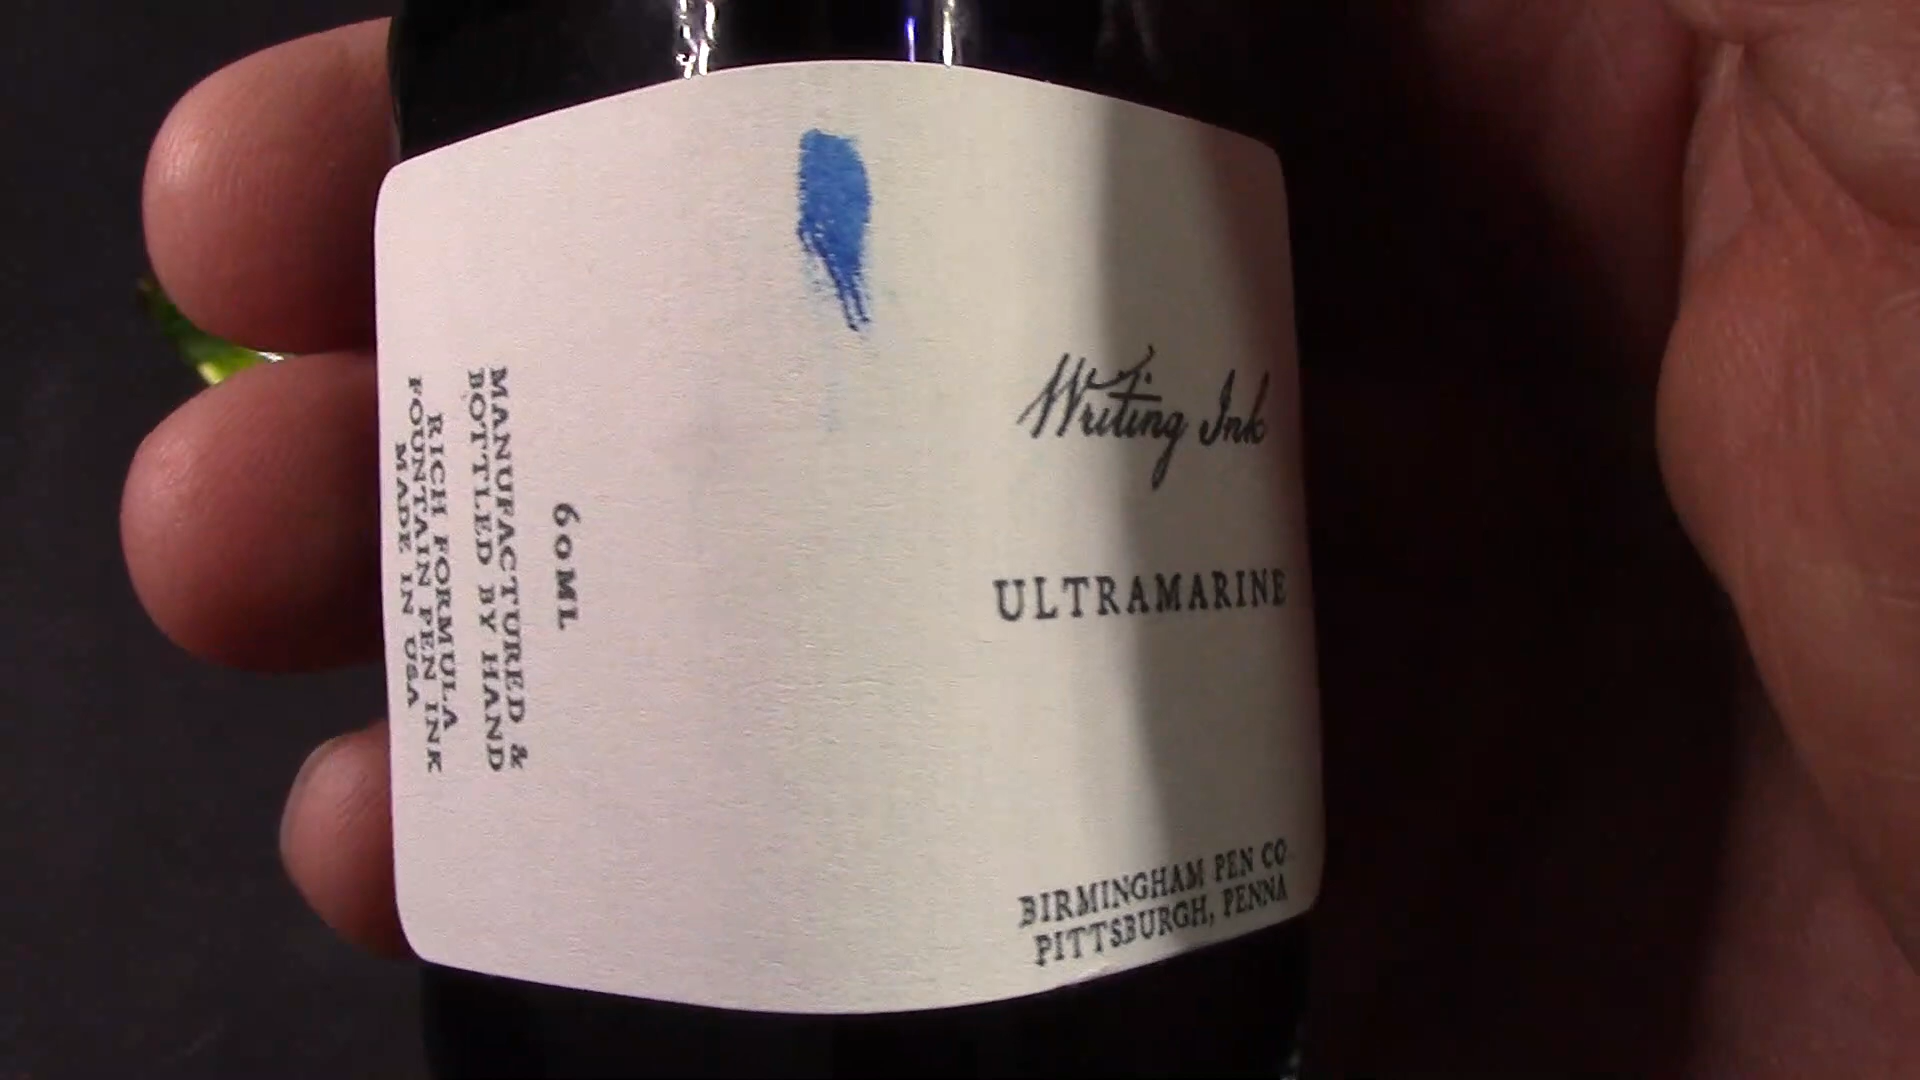 Writing Ink
ULTRAMARINE
BIRMINGHAM PEN CO
PITTSBURGH, PENNA
60ML
MANUFACTURED &
BOTTLED BY HAND
RICH FORMULA
FOUNTAIN PEN INK
MADE IN USA